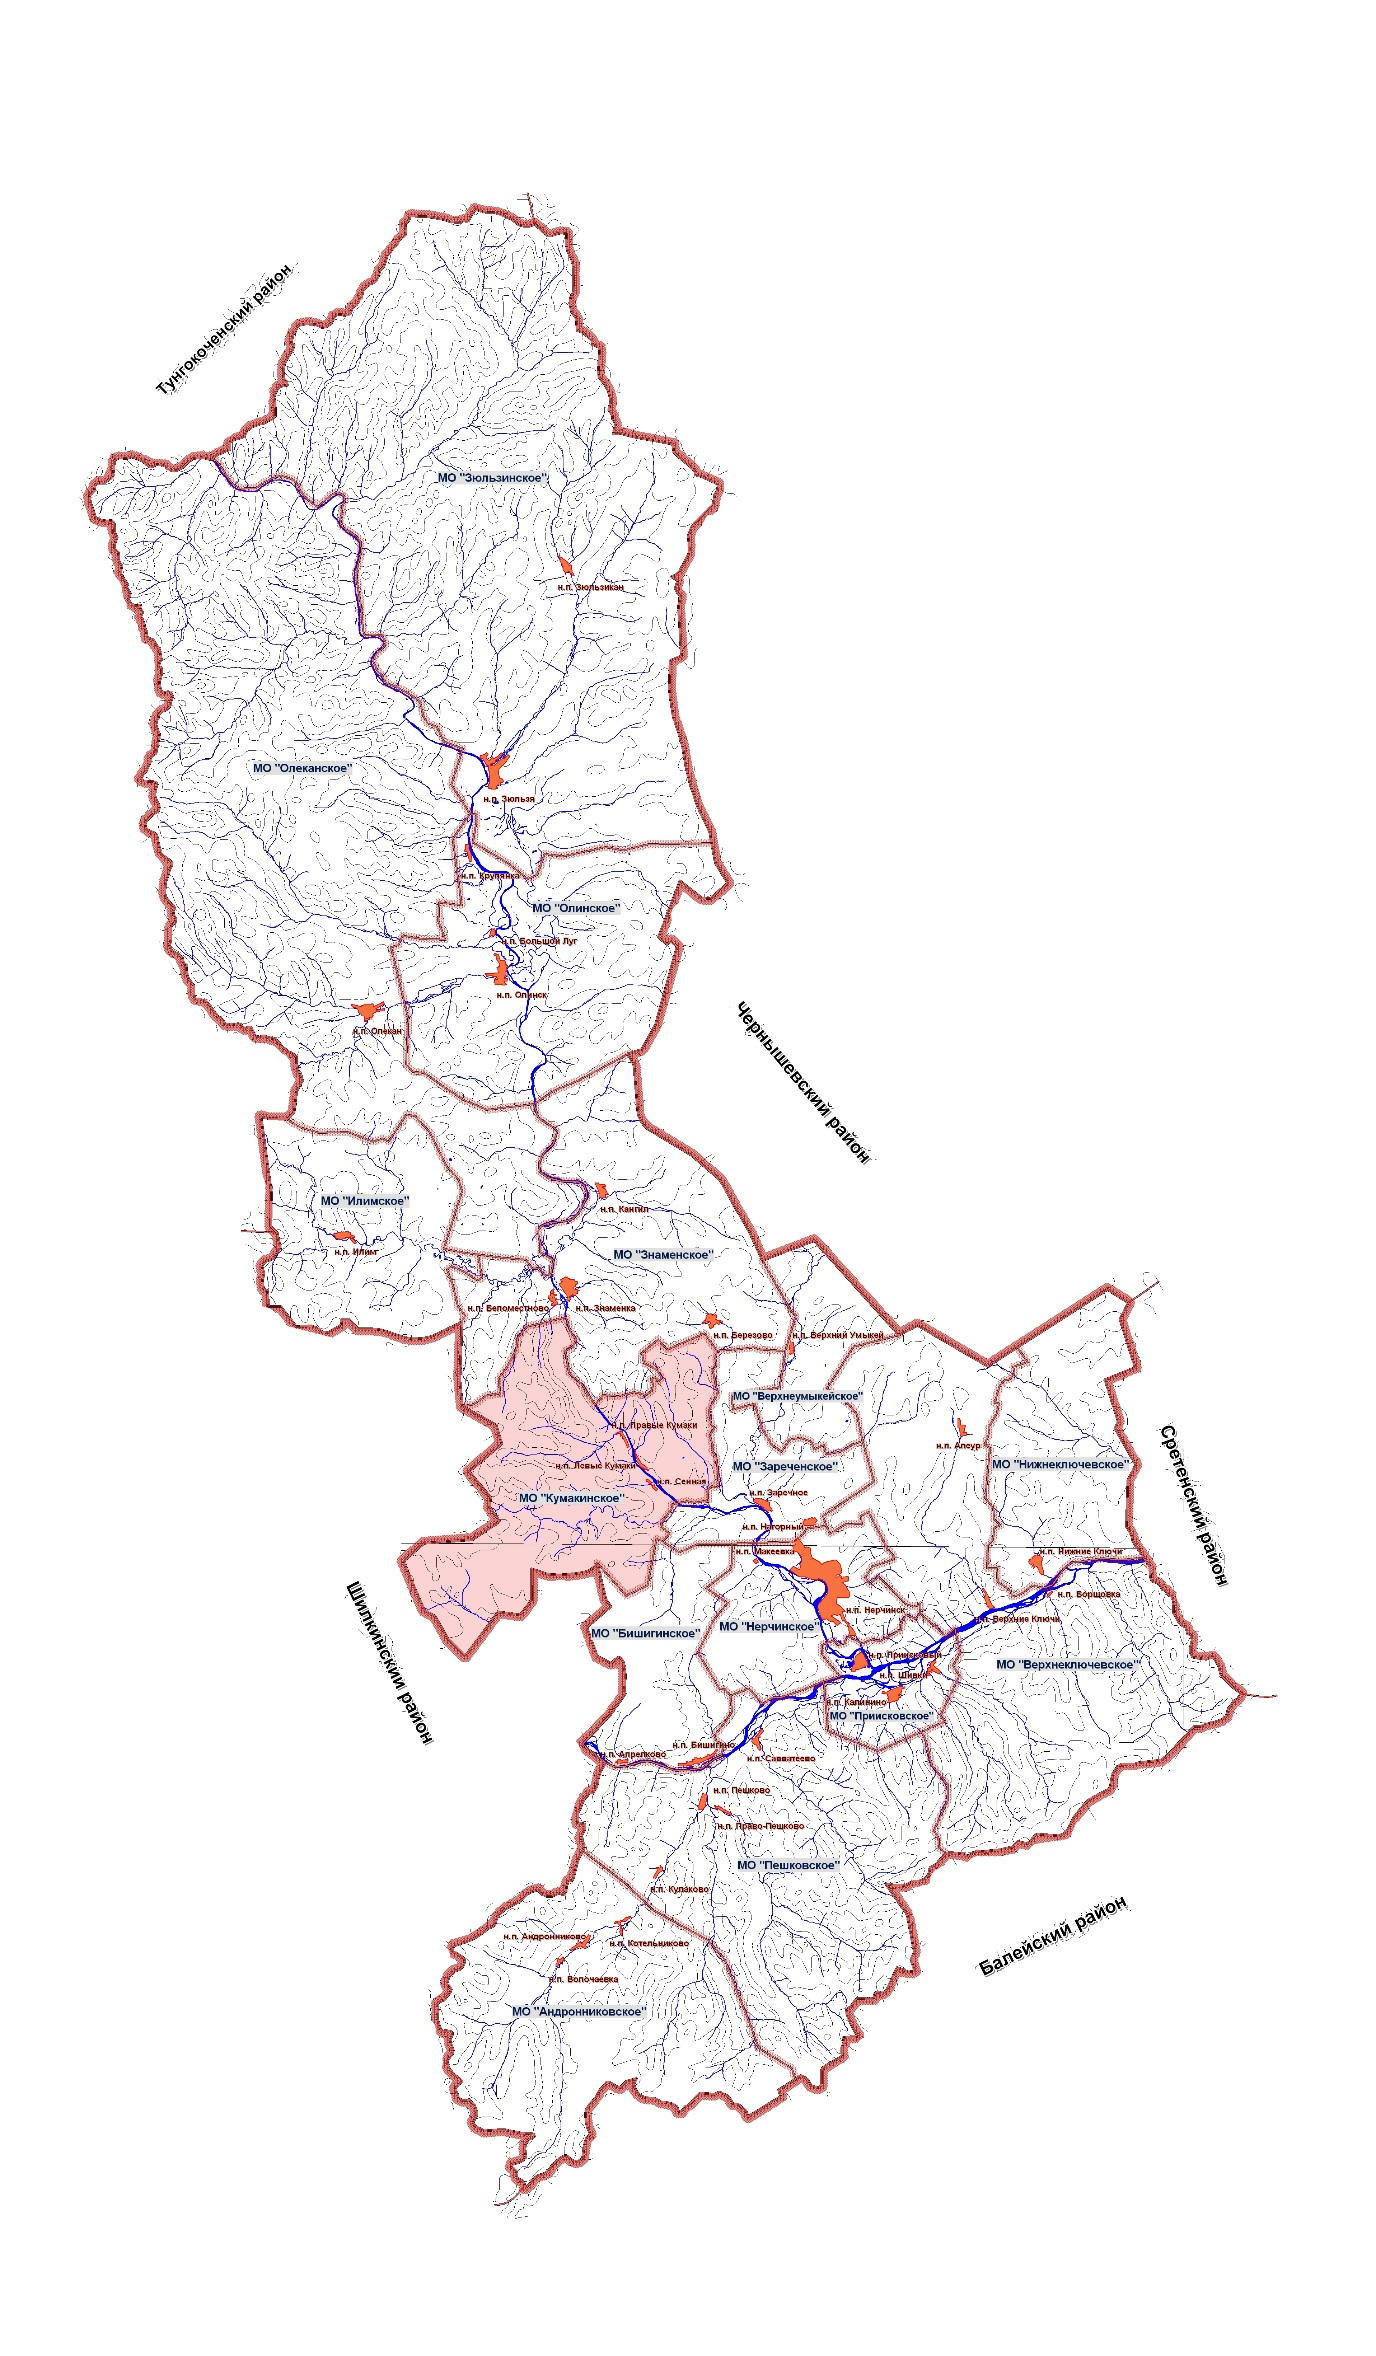 Тунгокоченский район
МО "Зюльзинское"
н.п. Зюльзикан
МО "Олеканское"
н.п. Зюльзя
н.п. Крупянка
МО "Олинское"
н.п. Большой Луг
н.п. Олинск
н.п. Олекан
Чернышевский район
МО "Илимское"
н.п. Кангил
н.п. Илим
МО "Знаменское"
н.п. Беломестново
н.п. Знаменка
н.п. Березово
н.п. Верхний Умыкей
МО "Верхнеумыкейское"
н.п. Правые Кумаки
н.п. Апеур
МО "Нижнеключевское"
Сретенский район
МО "Зареченское"
н.п. Левые Кумаки
н.п. Сенная
н.п. Заречное
МО "Кумакинское"
н.п. Нагорный
н.п. Макеевка
н.п. Нижние Ключи
н.п. Борщовка
н.п. Нерчинск
н.п. Верхние Ключи
МО "Нерчинское"
МО "Бишигинское"
Шилкинский район
н.п. Приисковый
МО "Верхнеключевское"
н.п. Шивки
н.п. Калинино
МО "Приисковское"
н.п. Бишигино
н.п. Апрелково
н.п. Савватеево
н.п. Пешково
н.п. Право-Пешково
МО "Пешковское"
н.п. Кулаково
Балейский район
н.п. Андронниково
н.п. Котельниково
н.п. Волочаевка
МО "Андронниковское"